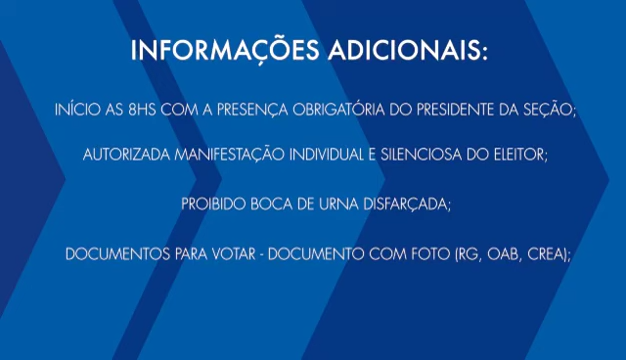 INFORMAÇÕES ADICIONAIS:
INÍCIO AS 8HS COM A PRESENÇA OBRIGATÓRIA DO PRESIDENTE DA SEÇÃO;
AUTORIZADA MANIFESTAÇÃO INDIVIDUAL E SILENCIOSA DO ELEITOR;
PROIBIDO BOCA DE URNA DISFARÇADA;
DOCUMENTOS PARA VOTAR - DOCUMENTO COM FOTO (RG, OAB, CREA);